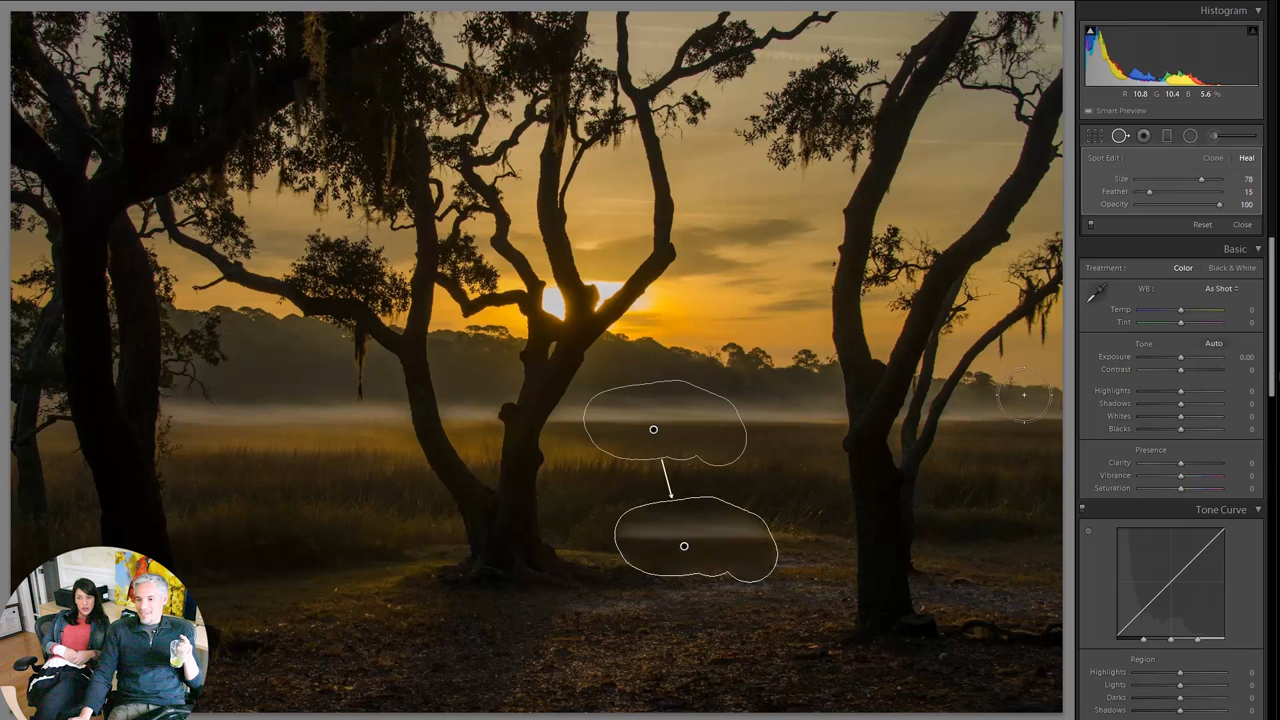 Histogram
R 10.8 G 10.4 B 5.6 %
Smart Preview
Spot Edit : Clone Heal
Size 78
Feather 15
Opacity 100
Reset Close
Basic
Treatment : Color Black & White
WB : As Shot
Temp 0
Tint 0
Tone Auto
Exposure 0.00
Contrast 0
Highlights 0
Shadows 0
Whites 0
Blacks 0
Presence
Clarity 0
Vibrance 0
Saturation 0
Tone Curve
Region
Highlights 0
Lights 0
Darks 0
Shadows 0